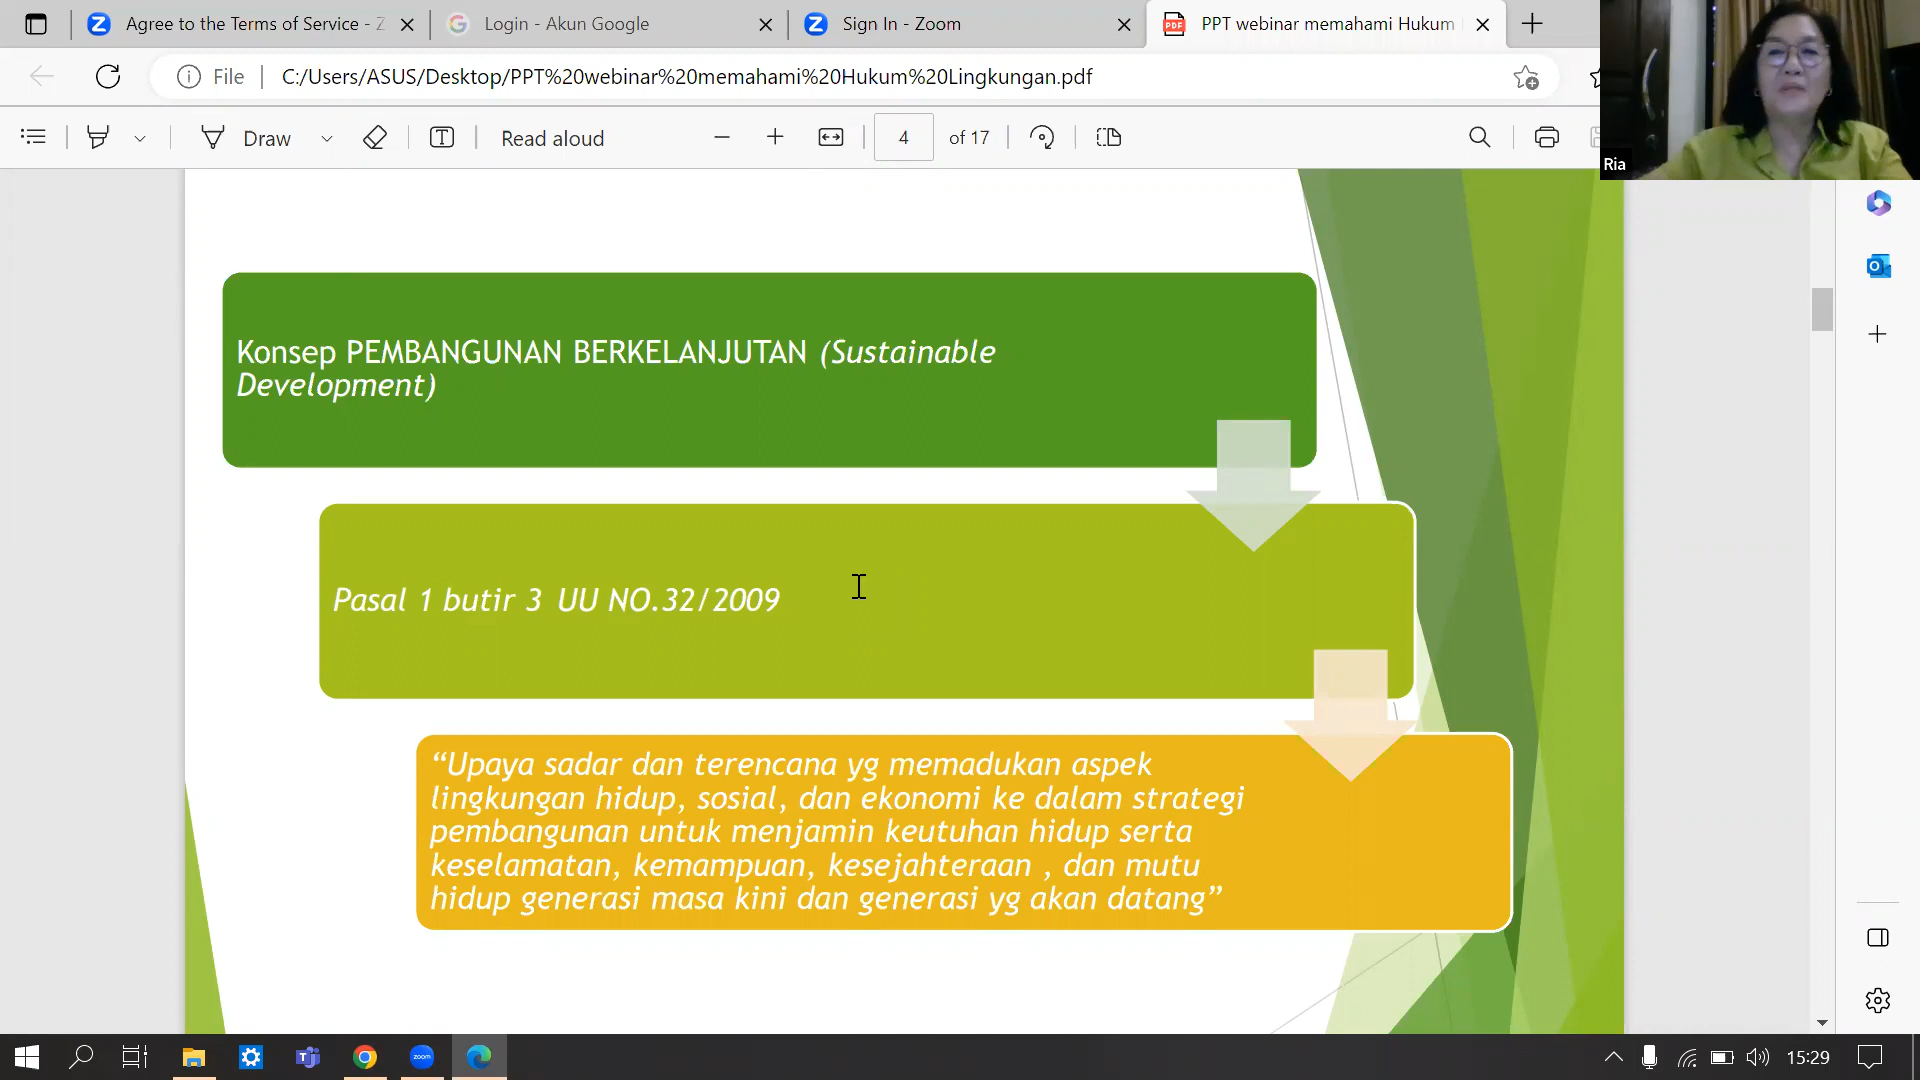 Agree to the Terms of Service - Z
Login - Akun Google
Sign In - Zoom
PPT webinar memahami Hukum
File
C:/Users/ASUS/Desktop/PPT%20webinar%20memahami%20Hukum%20Lingkungan.pdf
Draw
Read aloud
4
of 17
Ria
Konsep PEMBANGUNAN BERKELANJUTAN (Sustainable
Development)
Pasal 1 butir 3 UU NO.32/2009
“Upaya sadar dan terencana yg memadukan aspek
lingkungan hidup, sosial, dan ekonomi ke dalam strategi
pembangunan untuk menjamin keutuhan hidup serta
keselamatan, kemampuan, kesejahteraan , dan mutu
hidup generasi masa kini dan generasi yg akan datang”
zoom
15:29